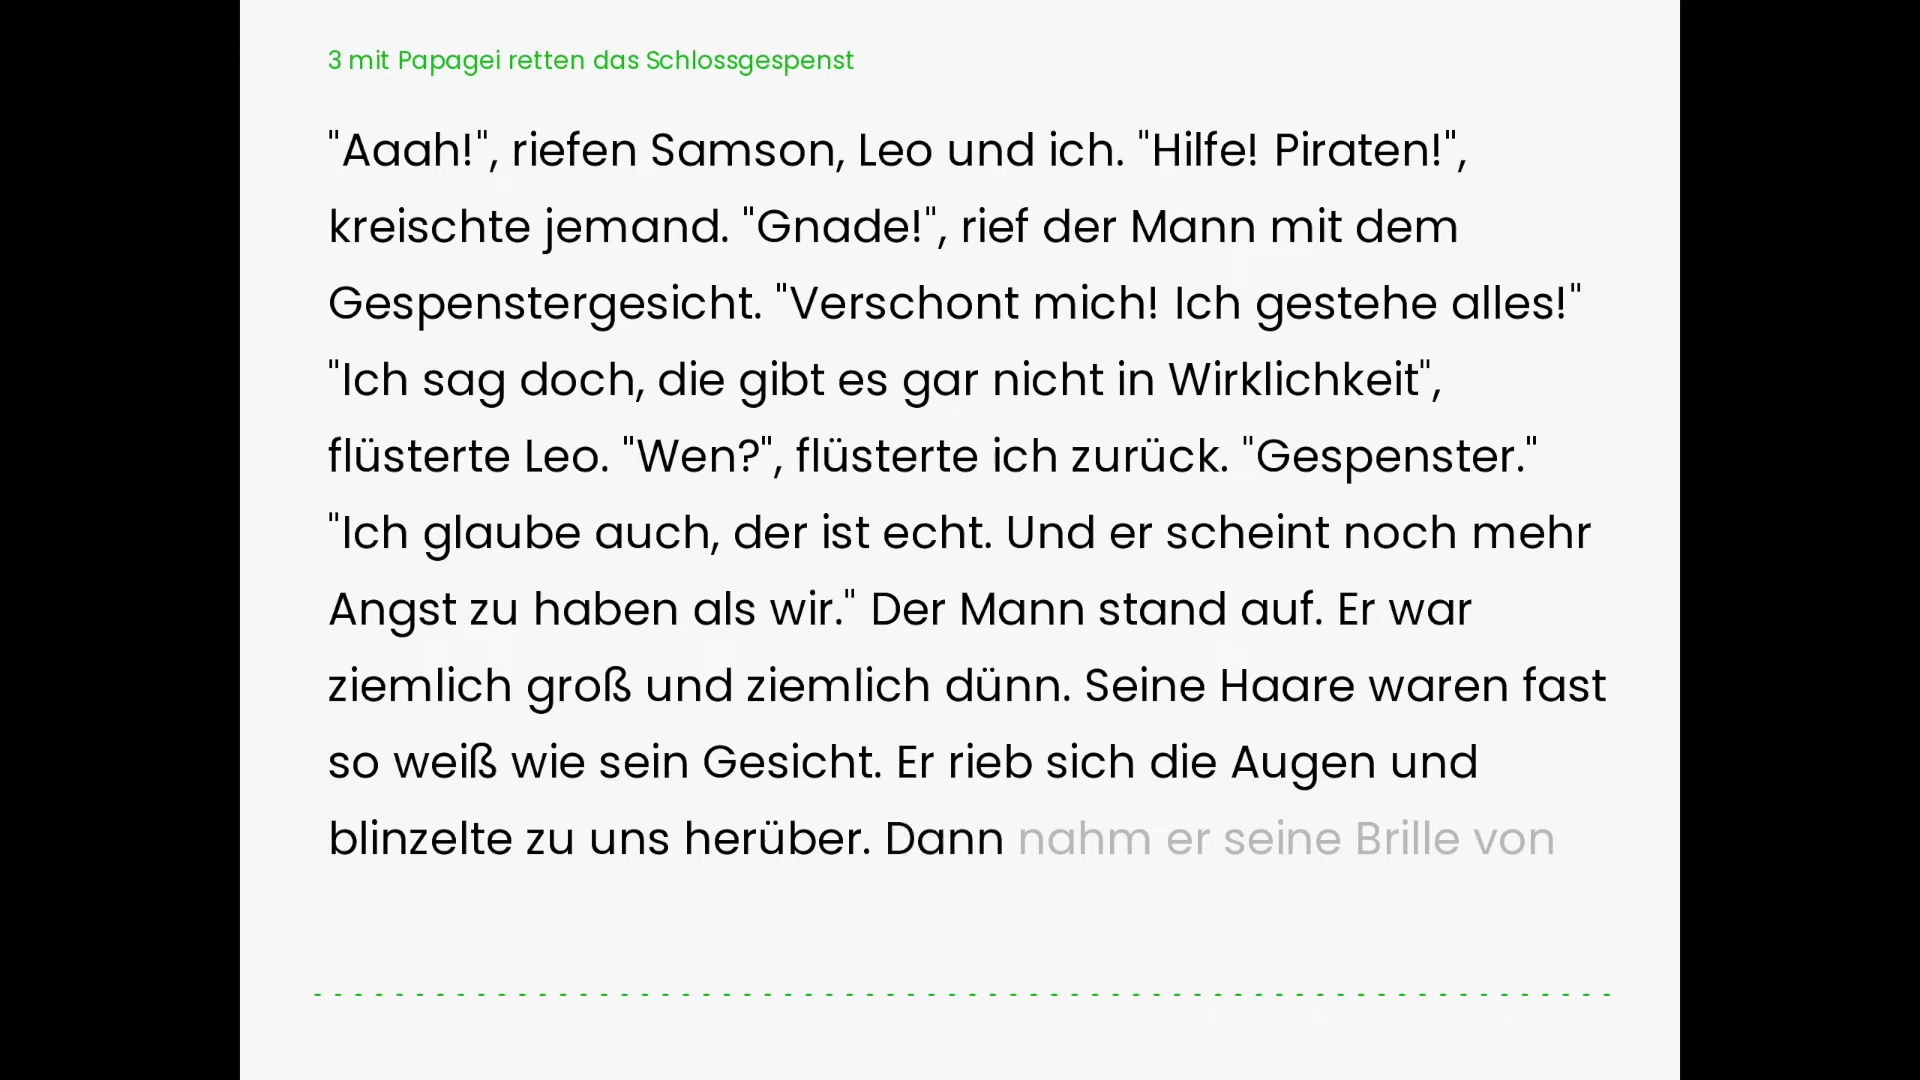 3 mit Papagei retten das Schlossgespenst
"Aaah!", riefen Samson, Leo und ich. "Hilfe! Piraten!",
kreischte jemand. "Gnade!", rief der Mann mit dem
Gespenstergesicht. "Verschont mich! Ich gestehe alles!"
"Ich sag doch, die gibt es gar nicht in Wirklichkeit",
flüsterte Leo. "Wen?", flüsterte ich zurück. "Gespenster."
"Ich glaube auch, der ist echt. Und er scheint noch mehr
Angst zu haben als wir." Der Mann stand auf. Er war
ziemlich groß und ziemlich dünn. Seine Haare waren fast
so weiß wie sein Gesicht. Er rieb sich die Augen und
blinzelte zu uns herüber. Dann nahm er seine Brille von